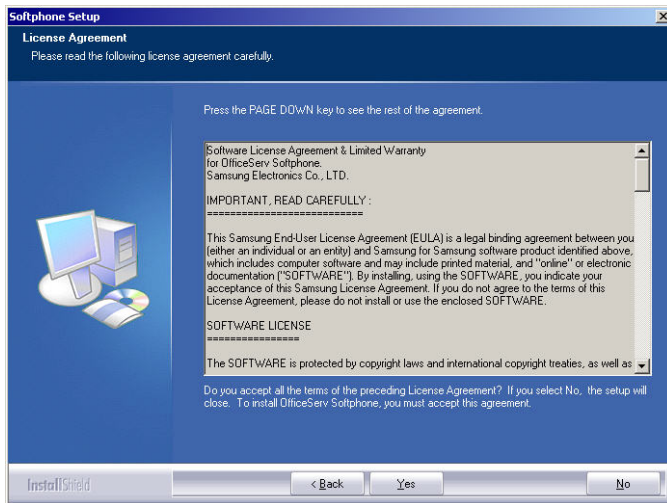 Softphone Setup
License Agreement
Please read the following license agreement carefully.
Press the PAGE DOWN key to see the rest of the agreement.
Software License Agreement & Limited Warranty
for OfficeServ Softphone.
Samsung Electronics Co., LTD.
IMPORTANT, READ CAREFULLY :
===========================
This Samsung End-User License Agreement (EULA) is a legal binding agreement between you
(either an individual or an entity) and Samsung for Samsung software product identified above,
which includes computer software and may include printed material, and "online" or electronic
documentation ("SOFTWARE"). By installing, using the SOFTWARE, you indicate your
acceptance of this Samsung License Agreement. If you do not agree to the terms of this
License Agreement, please do not install or use the enclosed SOFTWARE.
SOFTWARE LICENSE
================
The SOFTWARE is protected by copyright laws and international copyright treaties, as well as
Do you accept all the terms of the preceding License Agreement? If you select No, the setup will
close. To install OfficeServ Softphone, you must accept this agreement.
InstallShield
< Back
Yes
No